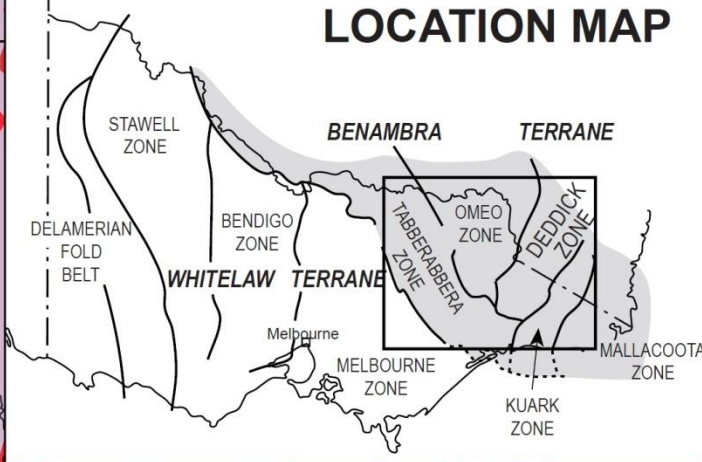 LOCATION MAP
STAWELL
ZONE
BENAMBRA TERRANE
DELAMERIAN
FOLD
BELT
BENDIGO
ZONE
TABBERABBERA
ZONE
OMEO
ZONE
DEDDICK
ZONE
WHITELAW TERRANE
Melbourne
MELBOURNE
ZONE
MALLACOOTA
ZONE
KUARK
ZONE